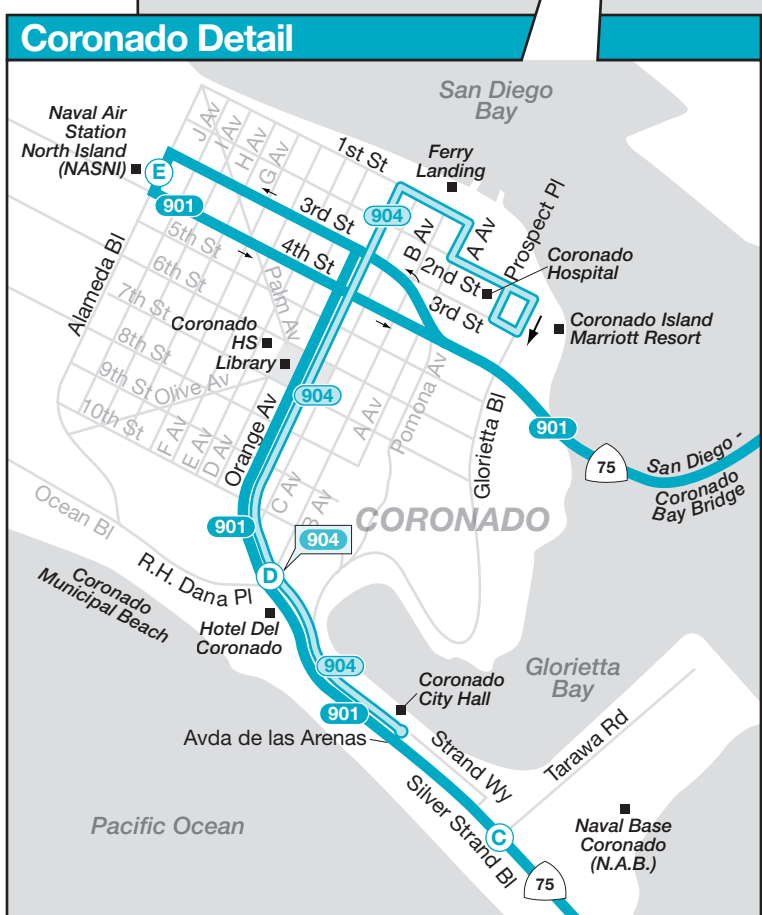 Coronado Detail
San Diego
Bay
Naval Air
Station
North Island
(NASNI)
E
901
J Av
I Av
H Av
G Av
1st St
Ferry
Landing
904
3rd St
B Av
A Av
Prospect Pl
2nd St
3rd St
Coronado
Hospital
4th St
5th St
6th St
7th St
8th St
9th St
10th St
Palm Av
Alameda Bl
Coronado
HS
Library
Coronado Island
Marriott Resort
Olive Av
904
F Av
E Av
D Av
Orange Av
A Av
Pomona Av
Glorietta Bl
901
75
San Diego -
Coronado
Bay Bridge
C Av
B Av
Ocean Bl
901
904
CORONADO
D
R.H. Dana Pl
Coronado
Municipal Beach
Hotel Del
Coronado
904
901
Coronado
City Hall
Glorietta
Bay
Avda de las Arenas
Strand Wy
Tarawa Rd
Silver Strand Bl
C
Pacific Ocean
Naval Base
Coronado
(N.A.B.)
75